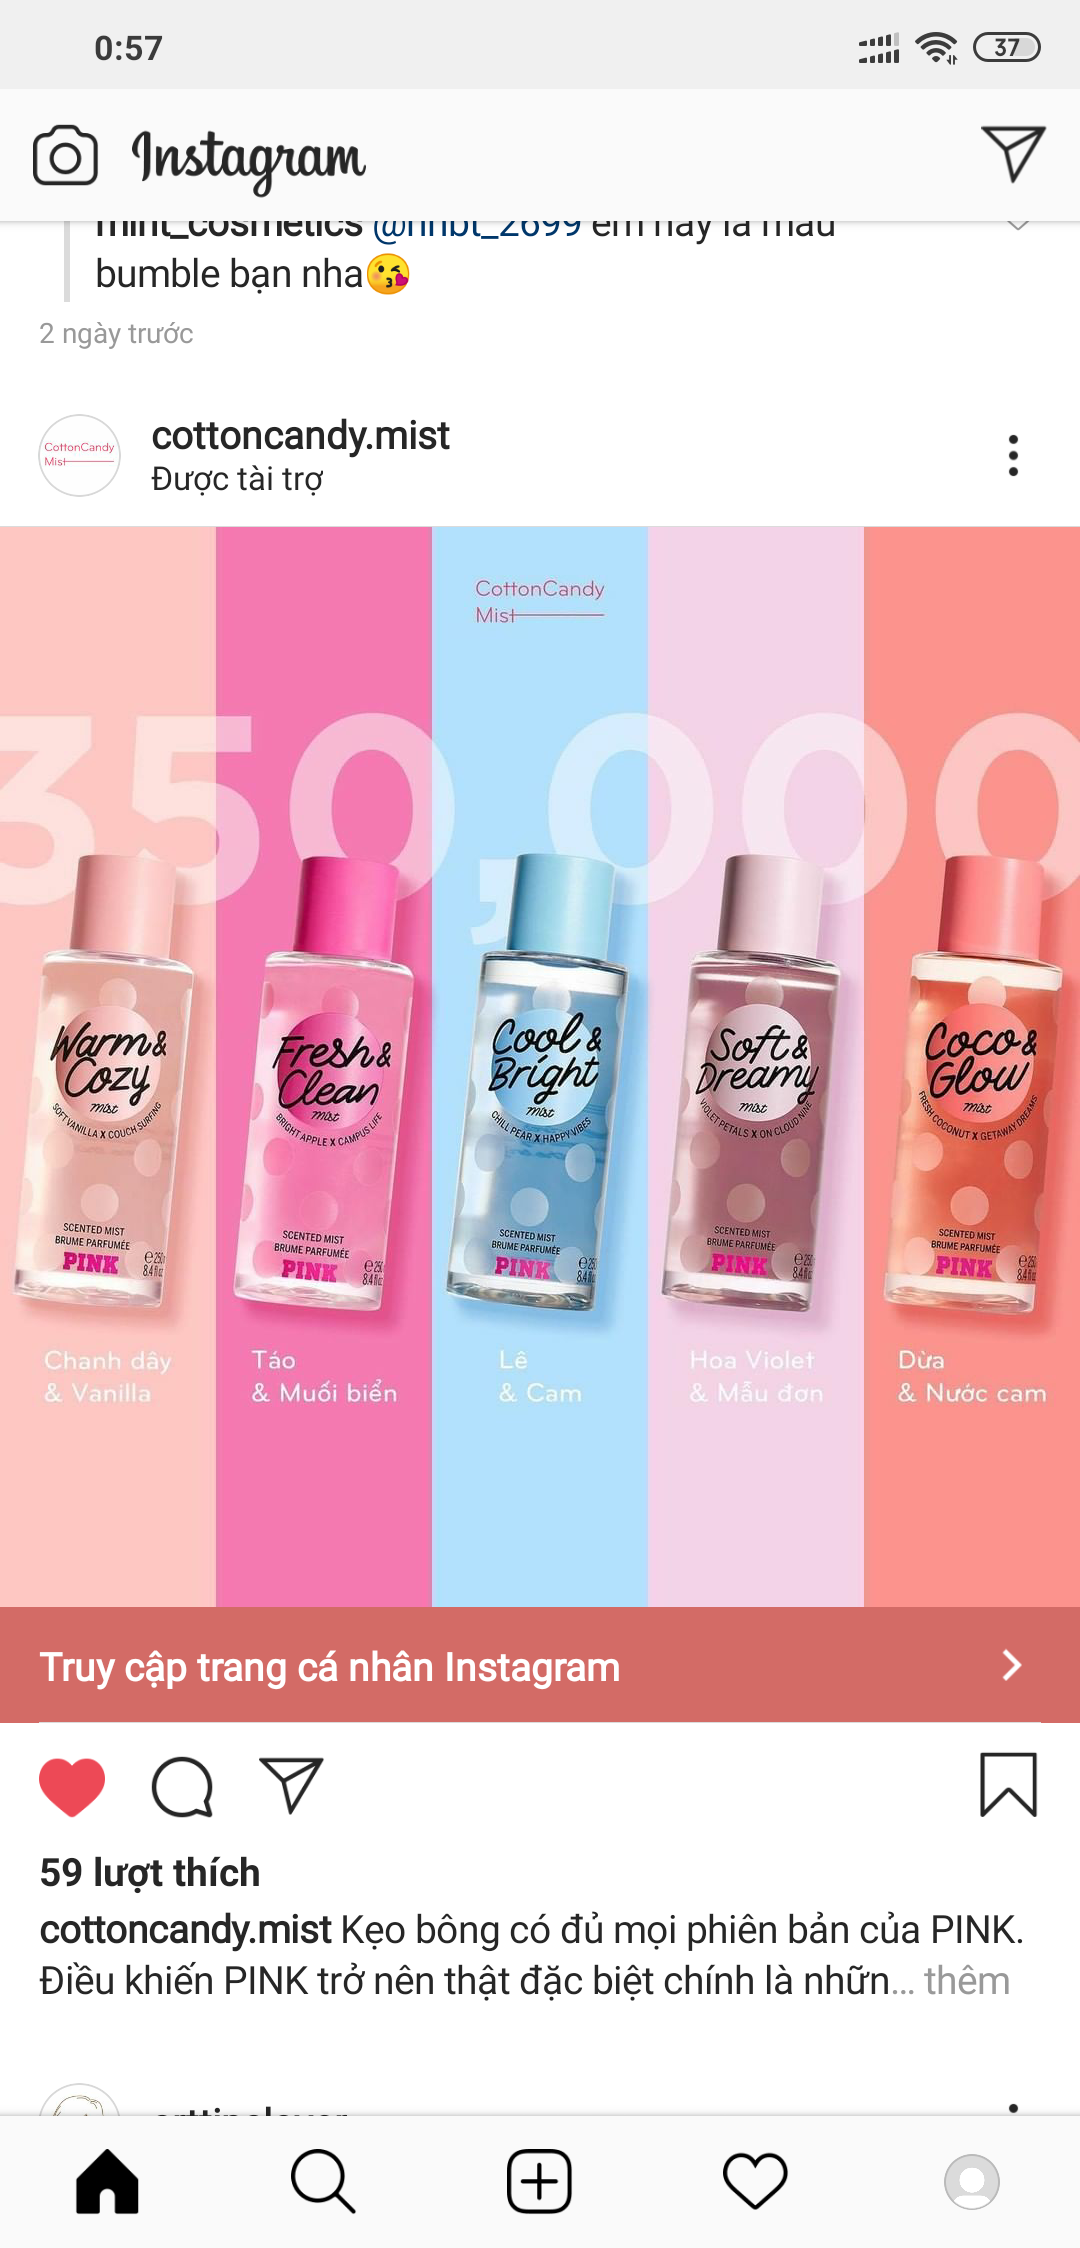 0:57
37
Instagram
mint_cosmetics @nhbt_2699 em này là màu
bumble bạn nha😘
2 ngày trước
CottonCandy
Mist
cottoncandy.mist
Được tài trợ
CottonCandy
Mist
350,000
Warm &
Cozy
mist
SOFT VANILLA X COUCH SURFING
SCENTED MIST
BRUME PARFUMÉE
PINK
Chanh dây
& Vanilla
Fresh &
Clean
mist
BRIGHT APPLE X CAMPUS LIFE
SCENTED MIST
BRUME PARFUMÉE
PINK
Táo
& Muối biển
Cool &
Bright
mist
CHILL PEAR X HAPPY VIBES
SCENTED MIST
BRUME PARFUMÉE
PINK
Lê
& Cam
Soft &
Dreamy
mist
VIOLET PETALS X ON CLOUD NINE
SCENTED MIST
BRUME PARFUMÉE
PINK
Hoa Violet
& Mẫu đơn
Coco &
Glow
mist
FRESH COCONUT X GETAWAY DREAMS
SCENTED MIST
BRUME PARFUMÉE
PINK
Dừa
& Nước cam
Truy cập trang cá nhân Instagram
59 lượt thích
cottoncandy.mist Kẹo bông có đủ mọi phiên bản của PINK.
Điều khiến PINK trở nên thật đặc biệt chính là nhữn... thêm